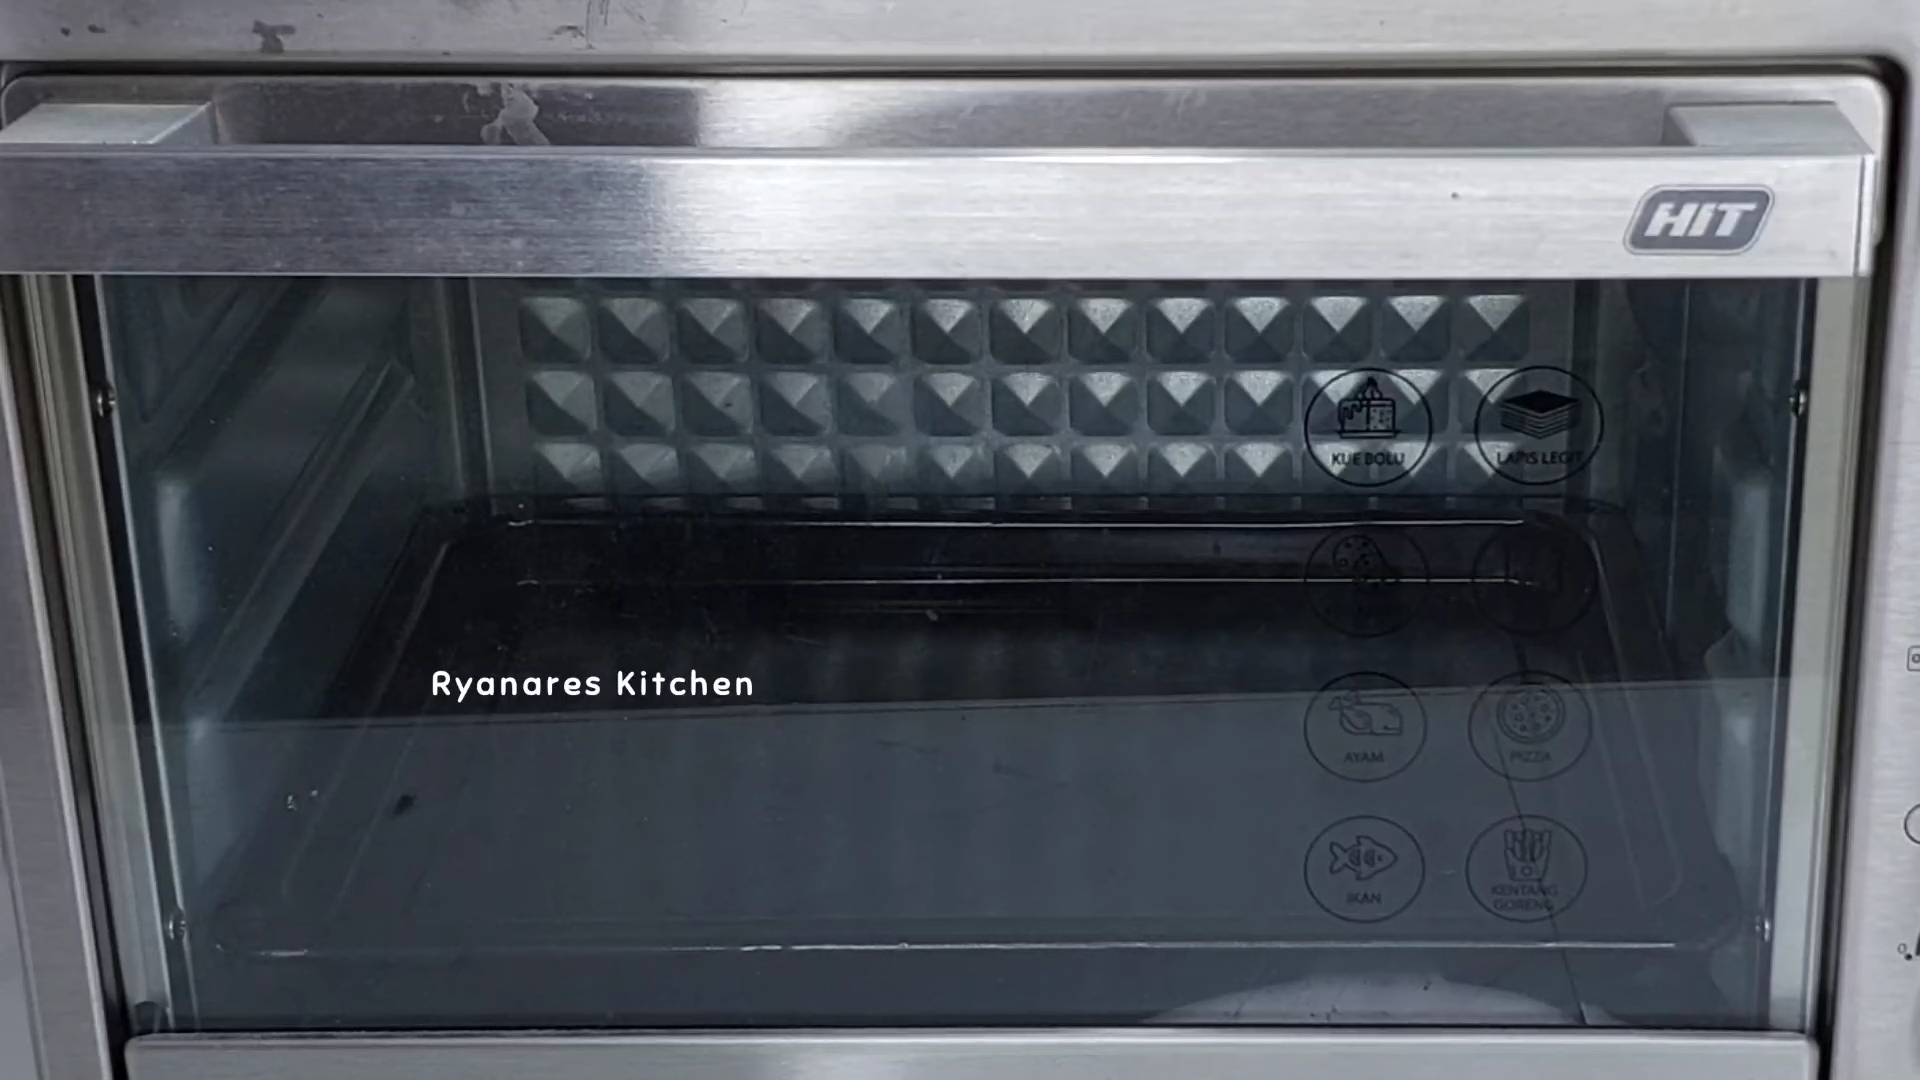 HIT
KUE BOLU
LAPIS LEGIT
Ryanares Kitchen
AYAM
PIZZA
IKAN
KENTANG
GORENG